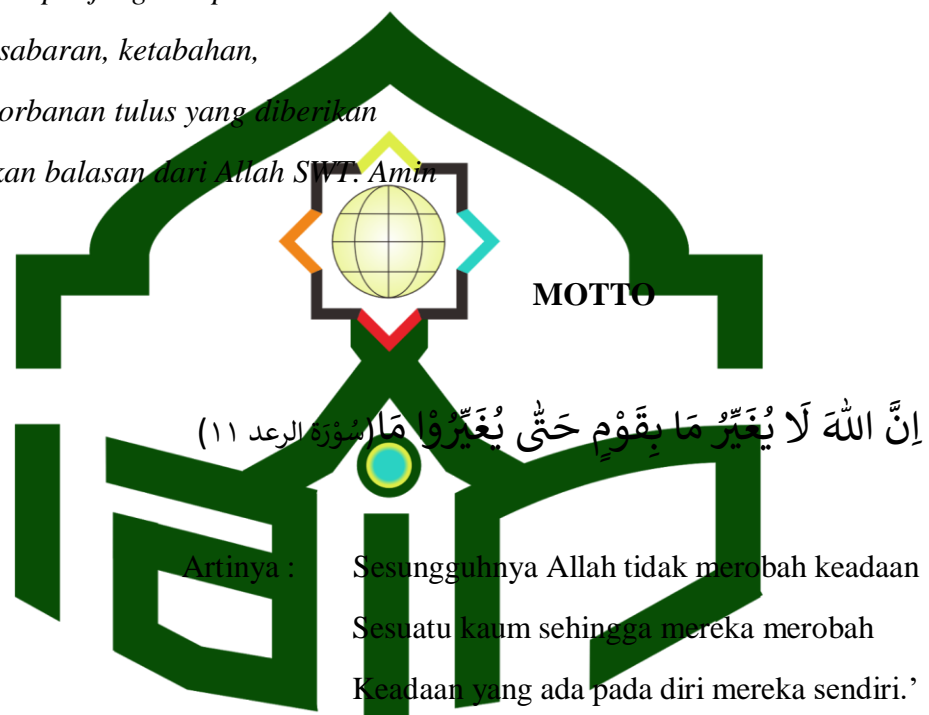 sabaran, ketabahan,
orbanan tulus yang diberikan
kan balasan dari Allah SWT. Amin
MOTTO
اِنَّ اللهَ لَا يُغَيِّرُ مَا بِقَوْمٍ حَتّٰى يُغَيِّرُوْا مَا(سُوْرَة الرعد ١١)
Artinya : Sesungguhnya Allah tidak merobah keadaan
Sesuatu kaum sehingga mereka merobah
Keadaan yang ada pada diri mereka sendiri.’